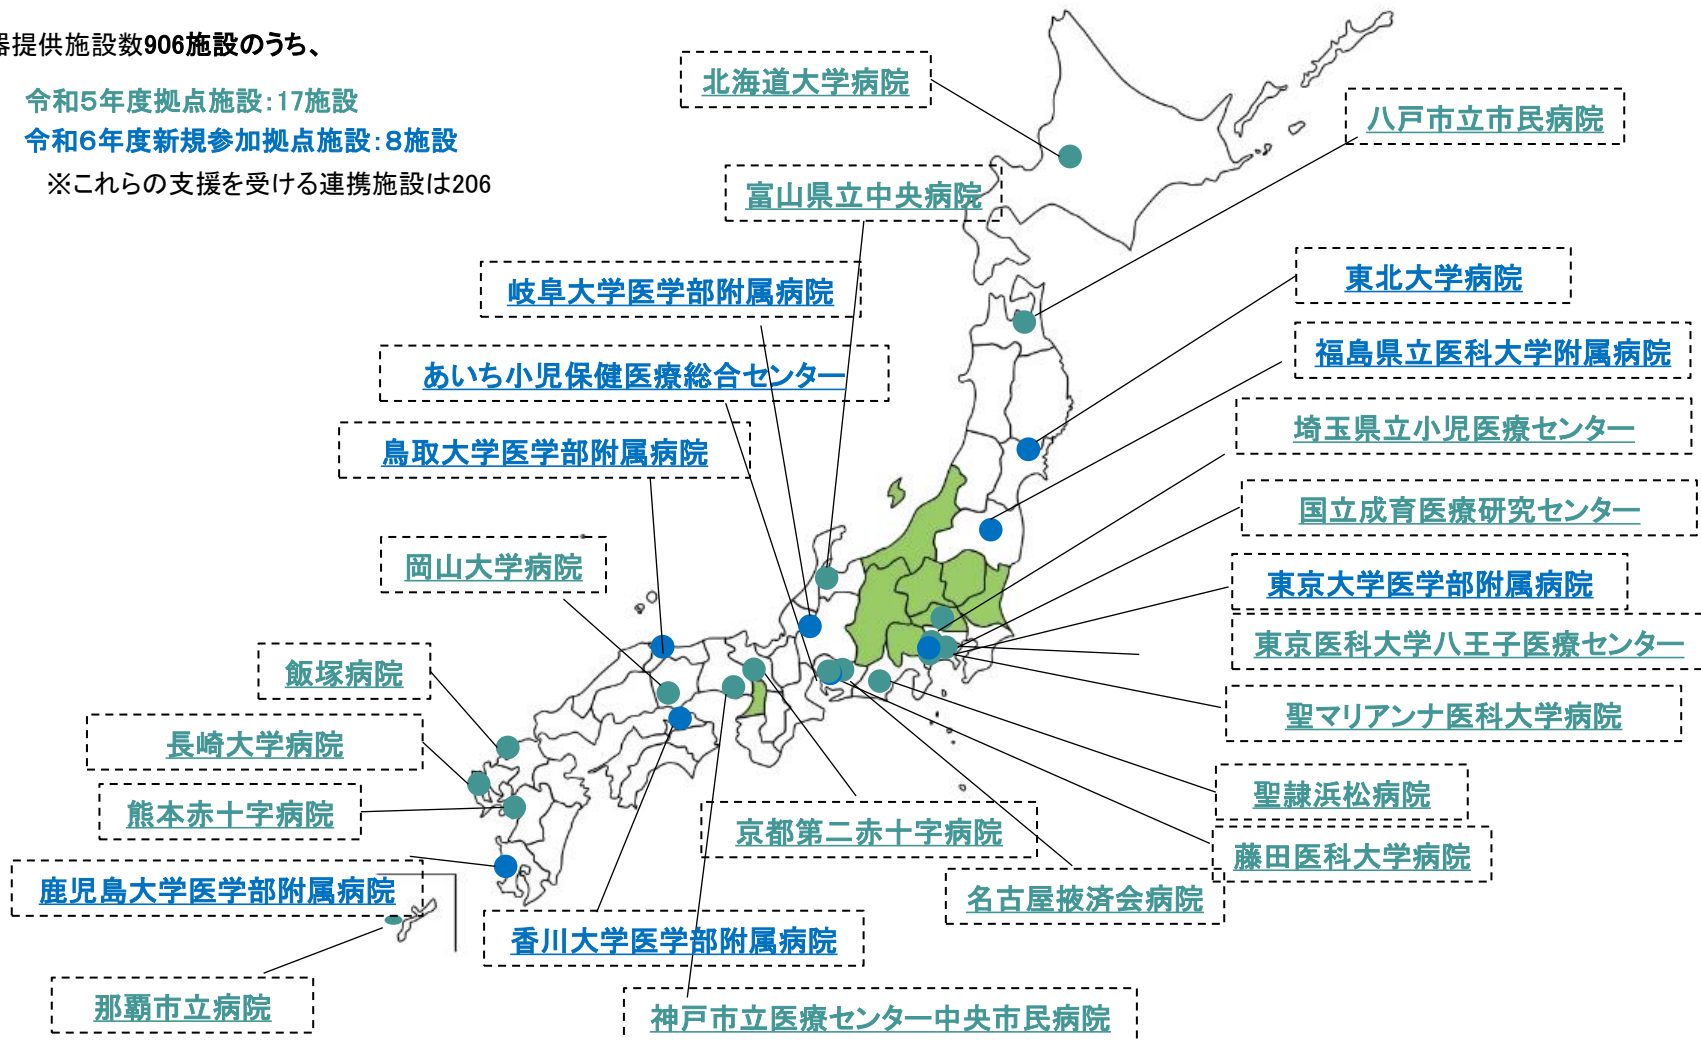 器提供施設数906施設のうち、
令和5年度拠点施設:17施設
令和6年度新規参加拠点施設:8施設
※これらの支援を受ける連携施設は206
北海道大学病院
八戸市立市民病院
富山県立中央病院
岐阜大学医学部附属病院
東北大学病院
あいち小児保健医療総合センター
福島県立医科大学附属病院
鳥取大学医学部附属病院
埼玉県立小児医療センター
国立成育医療研究センター
岡山大学病院
東京大学医学部附属病院
東京医科大学八王子医療センター
飯塚病院
聖マリアンナ医科大学病院
長崎大学病院
聖隷浜松病院
熊本赤十字病院
京都第二赤十字病院
藤田医科大学病院
鹿児島大学医学部附属病院
名古屋掖済会病院
香川大学医学部附属病院
那覇市立病院
神戸市立医療センター中央市民病院